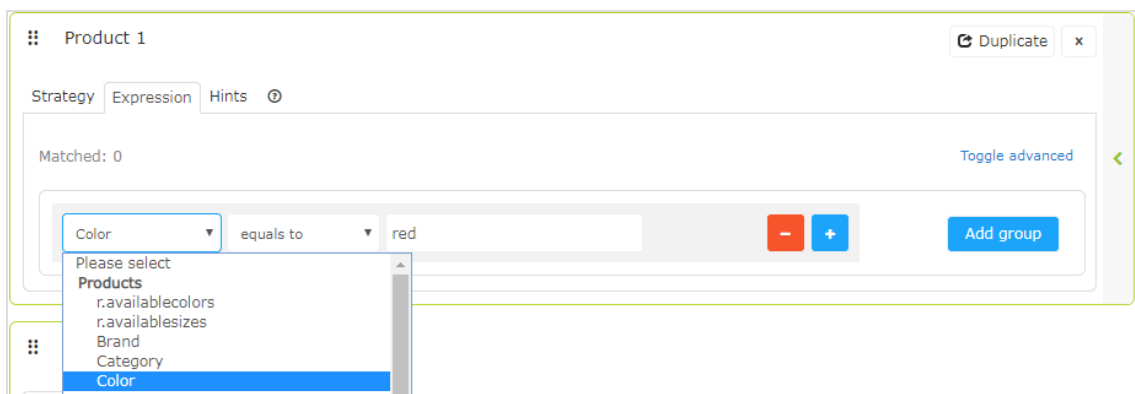 Product 1
Duplicate x
Strategy Expression Hints ?
Matched: 0 Toggle advanced
Color equals to red - + Add group
Please select
Products
r.availablecolors
r.availablesizes
Brand
Category
Color